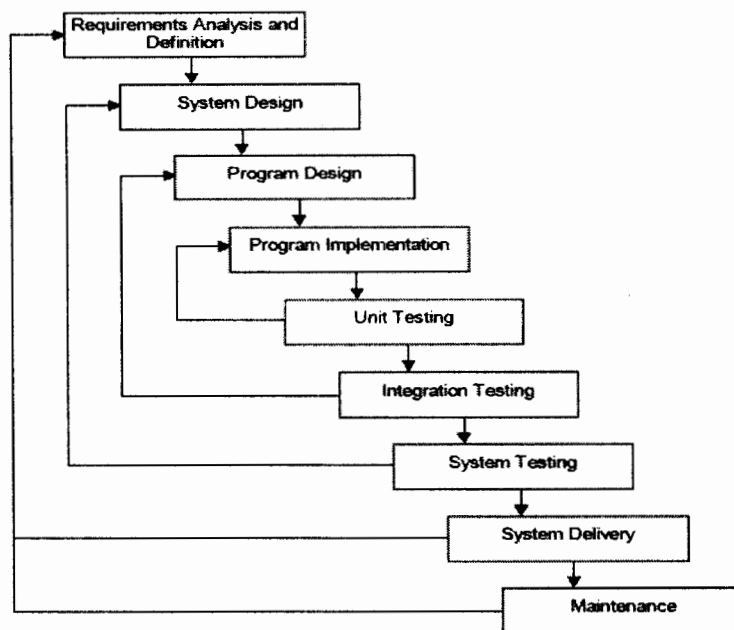 Requirements Analysis and
Definition
System Design
Program Design
Program Implementation
Unit Testing
Integration Testing
System Testing
System Delivery
Maintenance